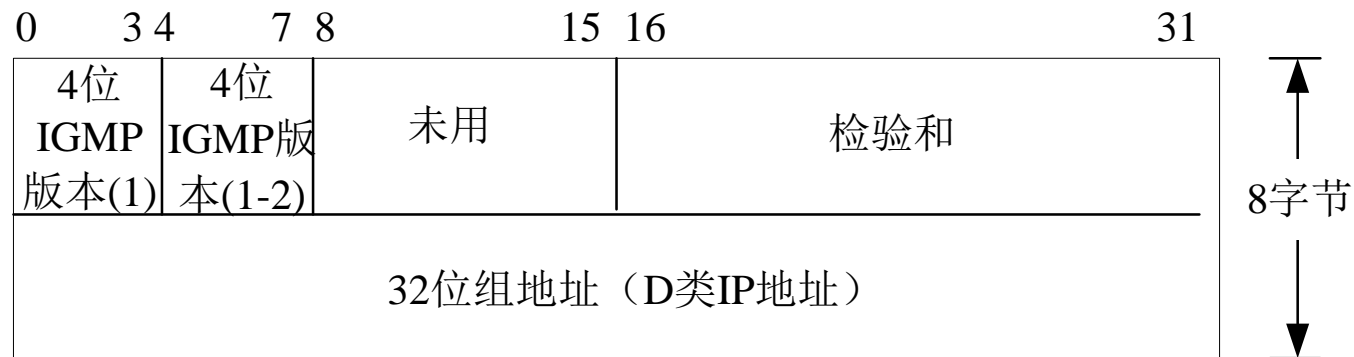 0 3 4 7 8 15 16 31
4位
IGMP
版本(1)
4位
IGMP版
本(1-2)
未用
检验和
8字节
32位组地址（D类IP地址）